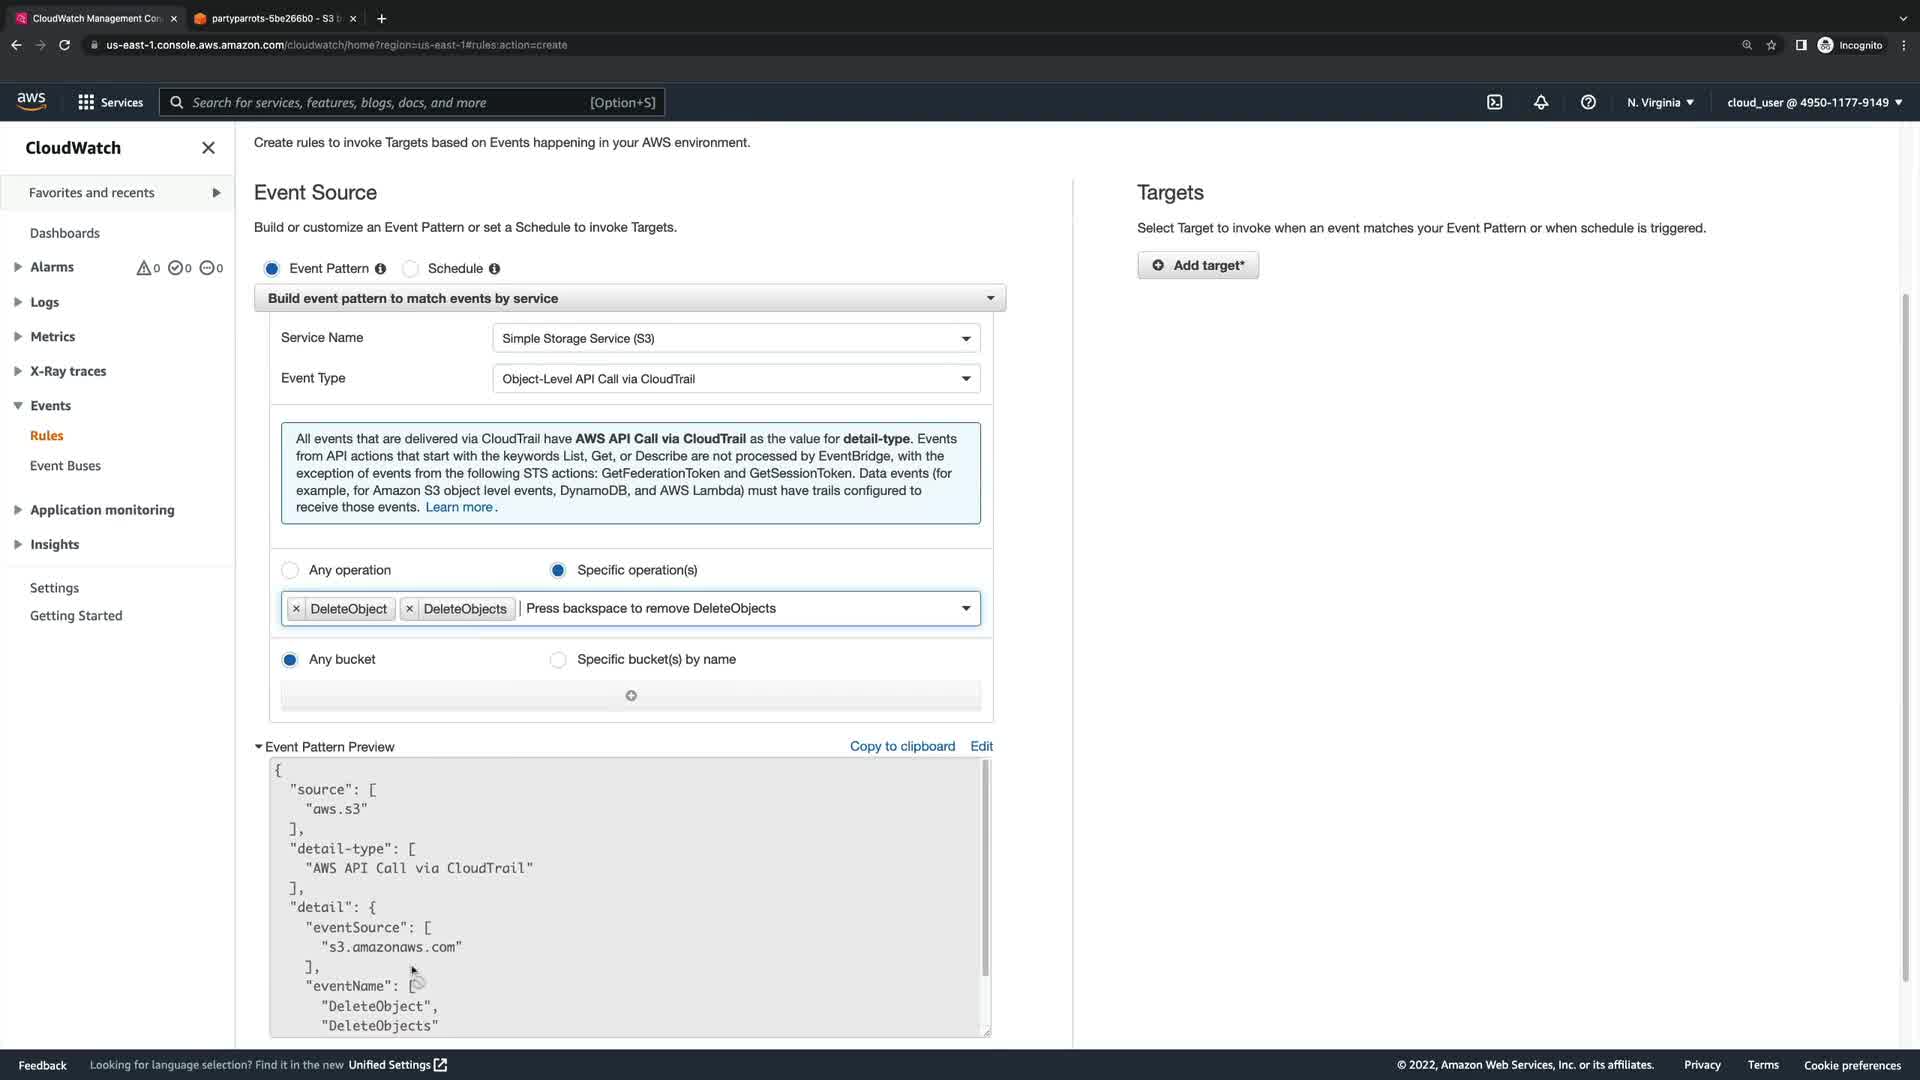 CloudWatch Management Con
partyparrots-5be266b0 - S3 b
us-east-1.console.aws.amazon.com/cloudwatch/home?region=us-east-1#rules:action=create
Incognito
aws
Services
Search for services, features, blogs, docs, and more
[Option+S]
N. Virginia
cloud_user @ 4950-1177-9149
CloudWatch
Favorites and recents
Dashboards
Alarms
0
0
0
Logs
Metrics
X-Ray traces
Events
Rules
Event Buses
Application monitoring
Insights
Settings
Getting Started
Create rules to invoke Targets based on Events happening in your AWS environment.
Event Source
Build or customize an Event Pattern or set a Schedule to invoke Targets.
Event Pattern
Schedule
Build event pattern to match events by service
Service Name
Simple Storage Service (S3)
Event Type
Object-Level API Call via CloudTrail
All events that are delivered via CloudTrail have AWS API Call via CloudTrail as the value for detail-type. Events
from API actions that start with the keywords List, Get, or Describe are not processed by EventBridge, with the
exception of events from the following STS actions: GetFederationToken and GetSessionToken. Data events (for
example, for Amazon S3 object level events, DynamoDB, and AWS Lambda) must have trails configured to
receive those events. Learn more.
Any operation
Specific operation(s)
× DeleteObject
× DeleteObjects
Press backspace to remove DeleteObjects
Any bucket
Specific bucket(s) by name
Event Pattern Preview
Copy to clipboard
Edit
{
"source": [
"aws.s3"
],
"detail-type": [
"AWS API Call via CloudTrail"
],
"detail": {
"eventSource": [
"s3.amazonaws.com"
],
"eventName": [
"DeleteObject",
"DeleteObjects"
Targets
Select Target to invoke when an event matches your Event Pattern or when schedule is triggered.
Add target*
Feedback
Looking for language selection? Find it in the new Unified Settings
© 2022, Amazon Web Services, Inc. or its affiliates.
Privacy
Terms
Cookie preferences